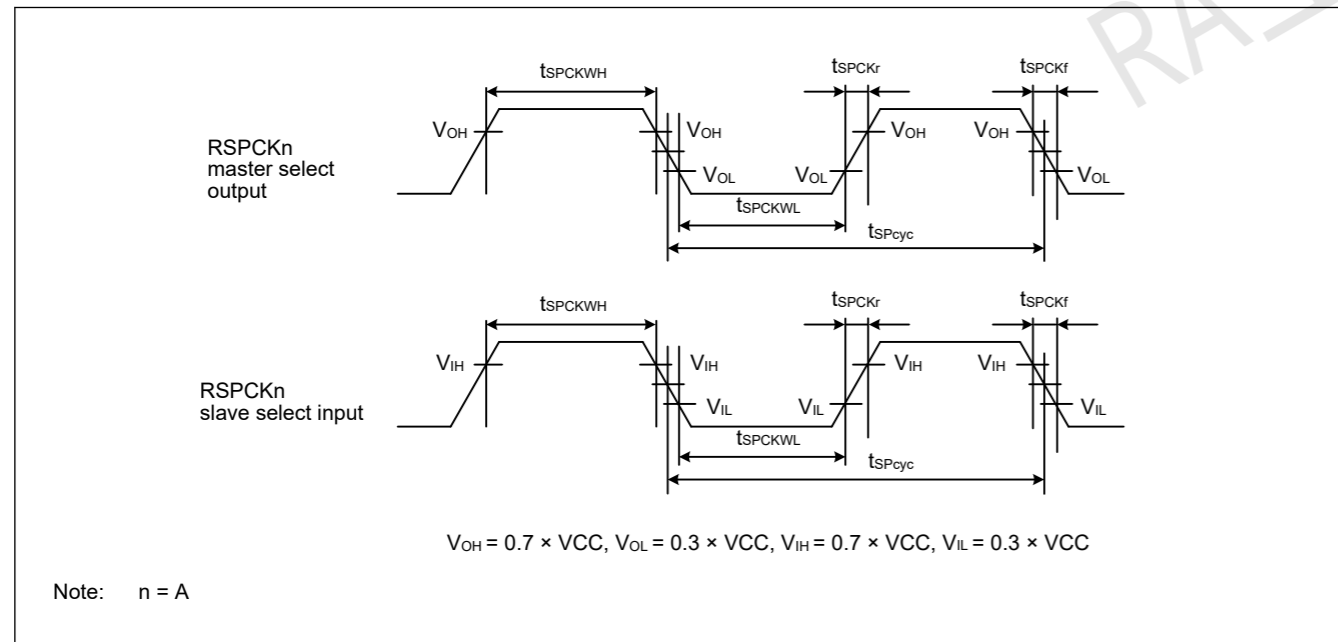 RA_
tSPCKWH tSPCKr tSPCKf
VOH VOH VOH VOH
RSPCKn
master select
output
VOL VOL VOL
tSPCKWL
tSPcyc
tSPCKWH tSPCKr tSPCKf
VIH VIH VIH VIH
RSPCKn
slave select input
VIL VIL VIL
tSPCKWL
tSPcyc
VOH = 0.7 × VCC, VOL = 0.3 × VCC, VIH = 0.7 × VCC, VIL = 0.3 × VCC
Note: n = A